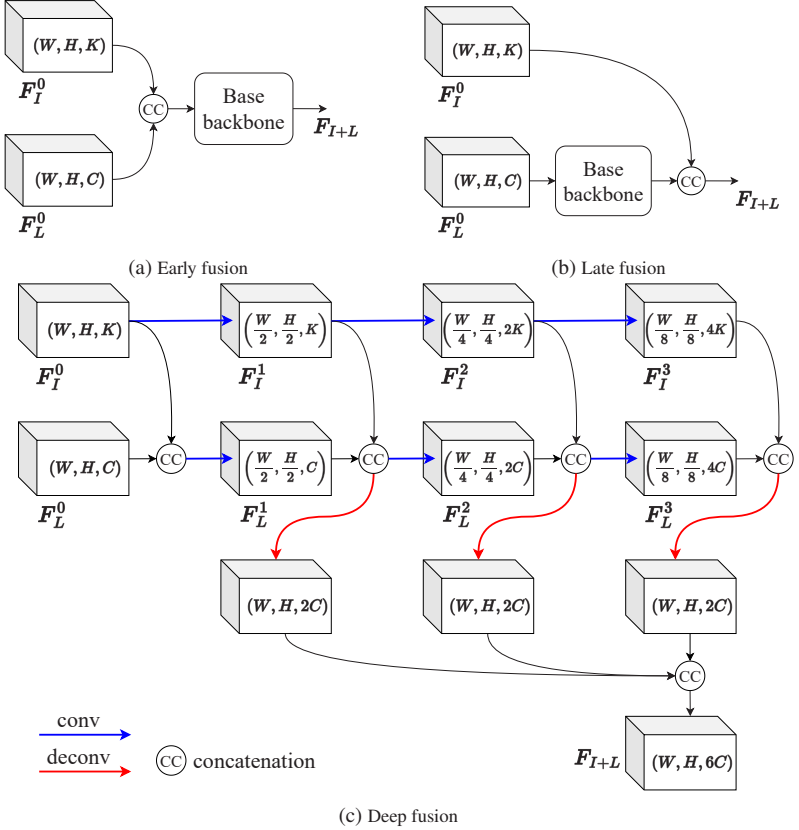 (W, H, K)
F_I^0
CC
Base
backbone
F_{I+L}
(W, H, C)
F_L^0
(a) Early fusion
(W, H, K)
F_I^0
(W, H, C)
F_L^0
Base
backbone
CC
F_{I+L}
(b) Late fusion
(W, H, K)
(W/2, H/2, K)
(W/4, H/4, 2K)
(W/8, H/8, 4K)
F_I^0
F_I^1
F_I^2
F_I^3
(W, H, C)
CC
(W/2, H/2, C)
CC
(W/4, H/4, 2C)
CC
(W/8, H/8, 4C)
CC
F_L^0
F_L^1
F_L^2
F_L^3
(W, H, 2C)
(W, H, 2C)
(W, H, 2C)
CC
conv
deconv
CC concatenation
F_{I+L}
(W, H, 6C)
(c) Deep fusion